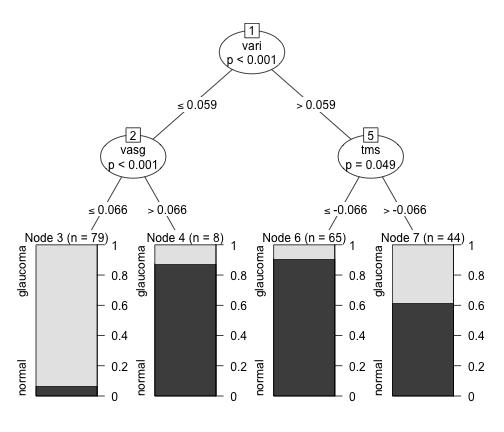 1
vari
p < 0.001
≤ 0.059
> 0.059
2
vasg
p < 0.001
5
tms
p = 0.049
≤ 0.066
> 0.066
≤ -0.066
> -0.066
Node 3 (n = 79)
normal
glaucoma
0
0.2
0.4
0.6
0.8
1
Node 4 (n = 8)
normal
glaucoma
0
0.2
0.4
0.6
0.8
1
Node 6 (n = 65)
normal
glaucoma
0
0.2
0.4
0.6
0.8
1
Node 7 (n = 44)
normal
glaucoma
0
0.2
0.4
0.6
0.8
1